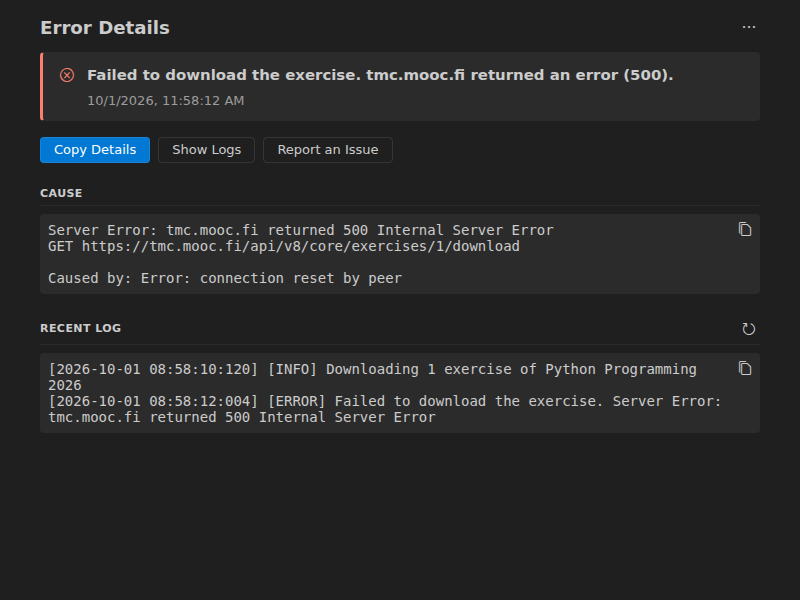 Error Details
Failed to download the exercise. tmc.mooc.fi returned an error (500).
10/1/2026, 11:58:12 AM
Copy Details Show Logs Report an Issue
CAUSE
Server Error: tmc.mooc.fi returned 500 Internal Server Error
GET https://tmc.mooc.fi/api/v8/core/exercises/1/download
Caused by: Error: connection reset by peer
RECENT LOG
[2026-10-01 08:58:10:120] [INFO] Downloading 1 exercise of Python Programming
2026
[2026-10-01 08:58:12:004] [ERROR] Failed to download the exercise. Server Error:
tmc.mooc.fi returned 500 Internal Server Error